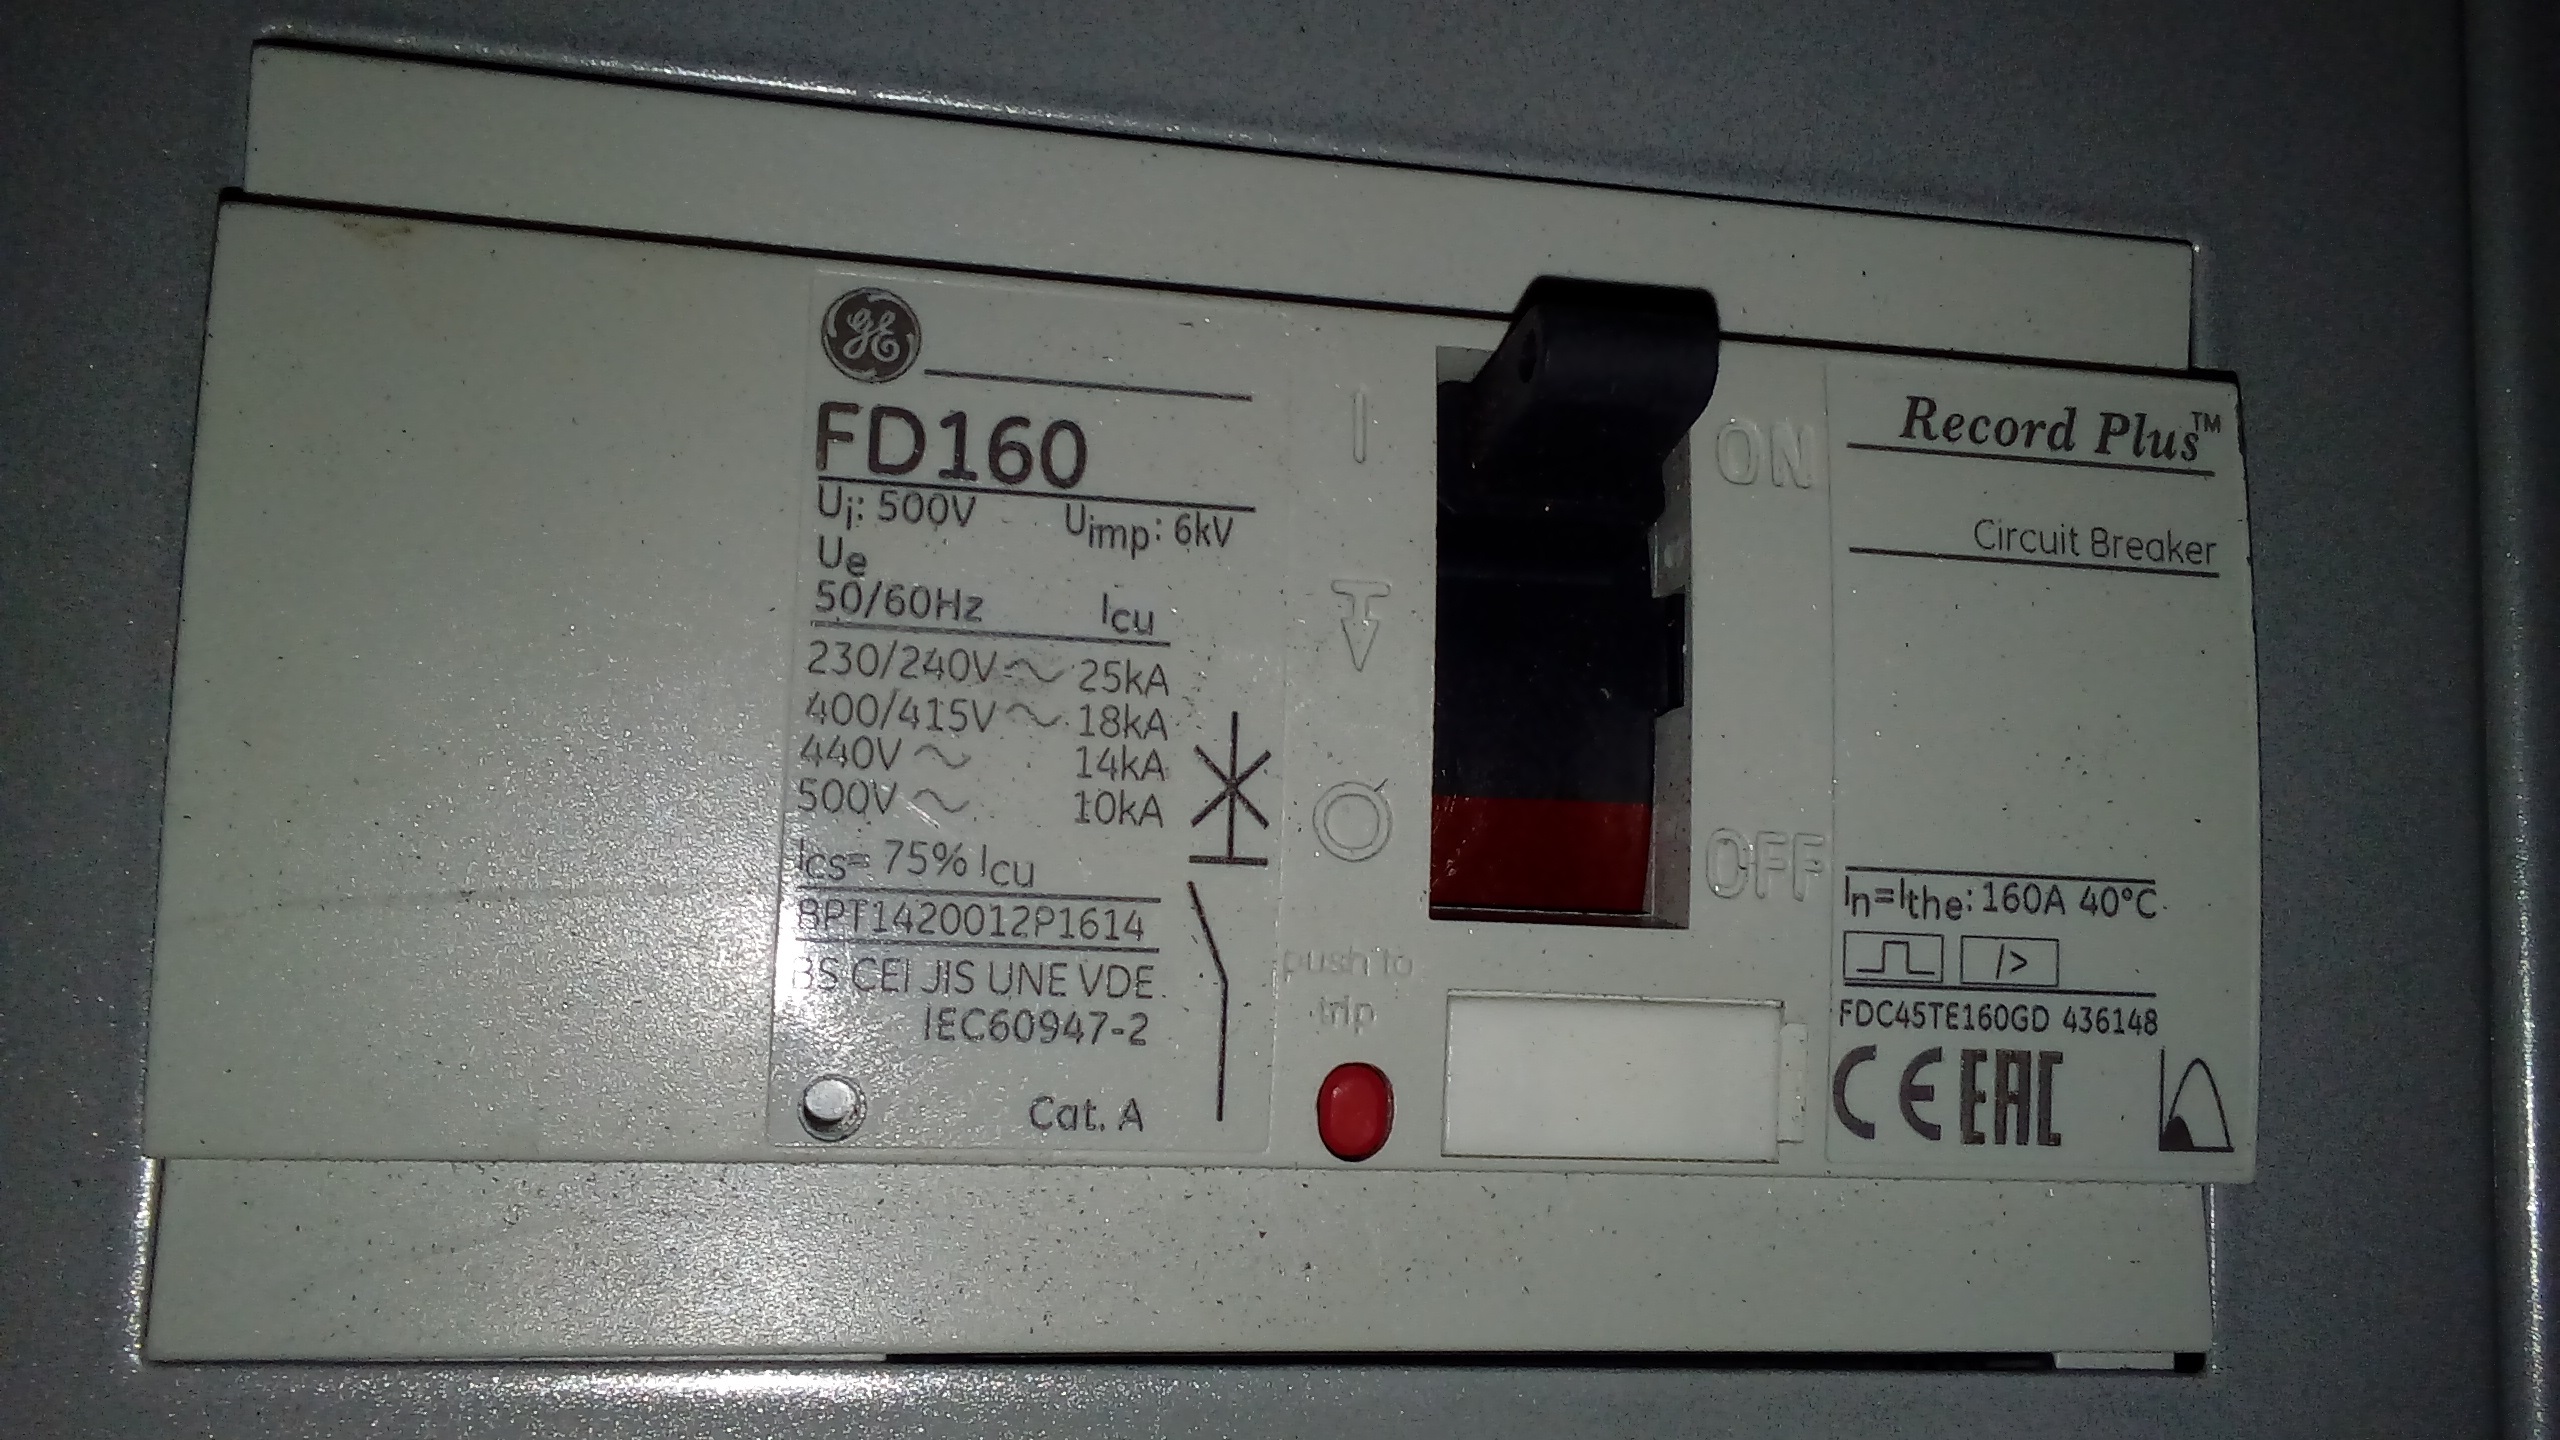 GE
FD160
Ui: 500V Uimp: 6kV
Ue
50/60Hz Icu
230/240V~ 25kA
400/415V~ 18kA
440V~ 14kA
500V~ 10kA
Ics= 75% Icu
8PT1420012P1614
BS CEI JIS UNE VDE
IEC60947-2
Cat. A
I
O
ON
OFF
push to
trip
Record Plus™
Circuit Breaker
In=Ithe: 160A 40°C
I>
FDC45TE160GD 436148
CE EAC